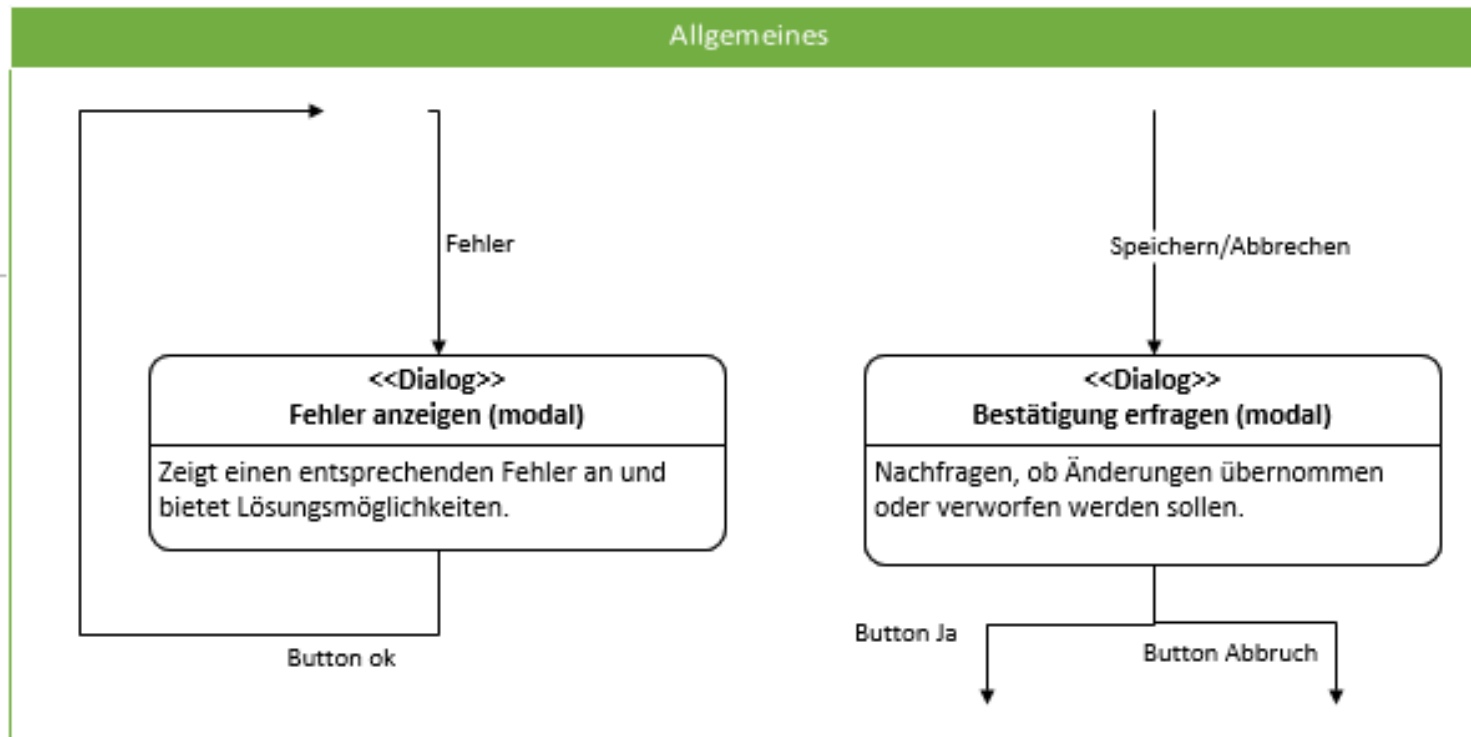 Allgemeines
Fehler
Speichern/Abbrechen
<<Dialog>>
Fehler anzeigen (modal)
Zeigt einen entsprechenden Fehler an und
bietet Lösungsmöglichkeiten.
<<Dialog>>
Bestätigung erfragen (modal)
Nachfragen, ob Änderungen übernommen
oder verworfen werden sollen.
Button ok
Button Ja
Button Abbruch